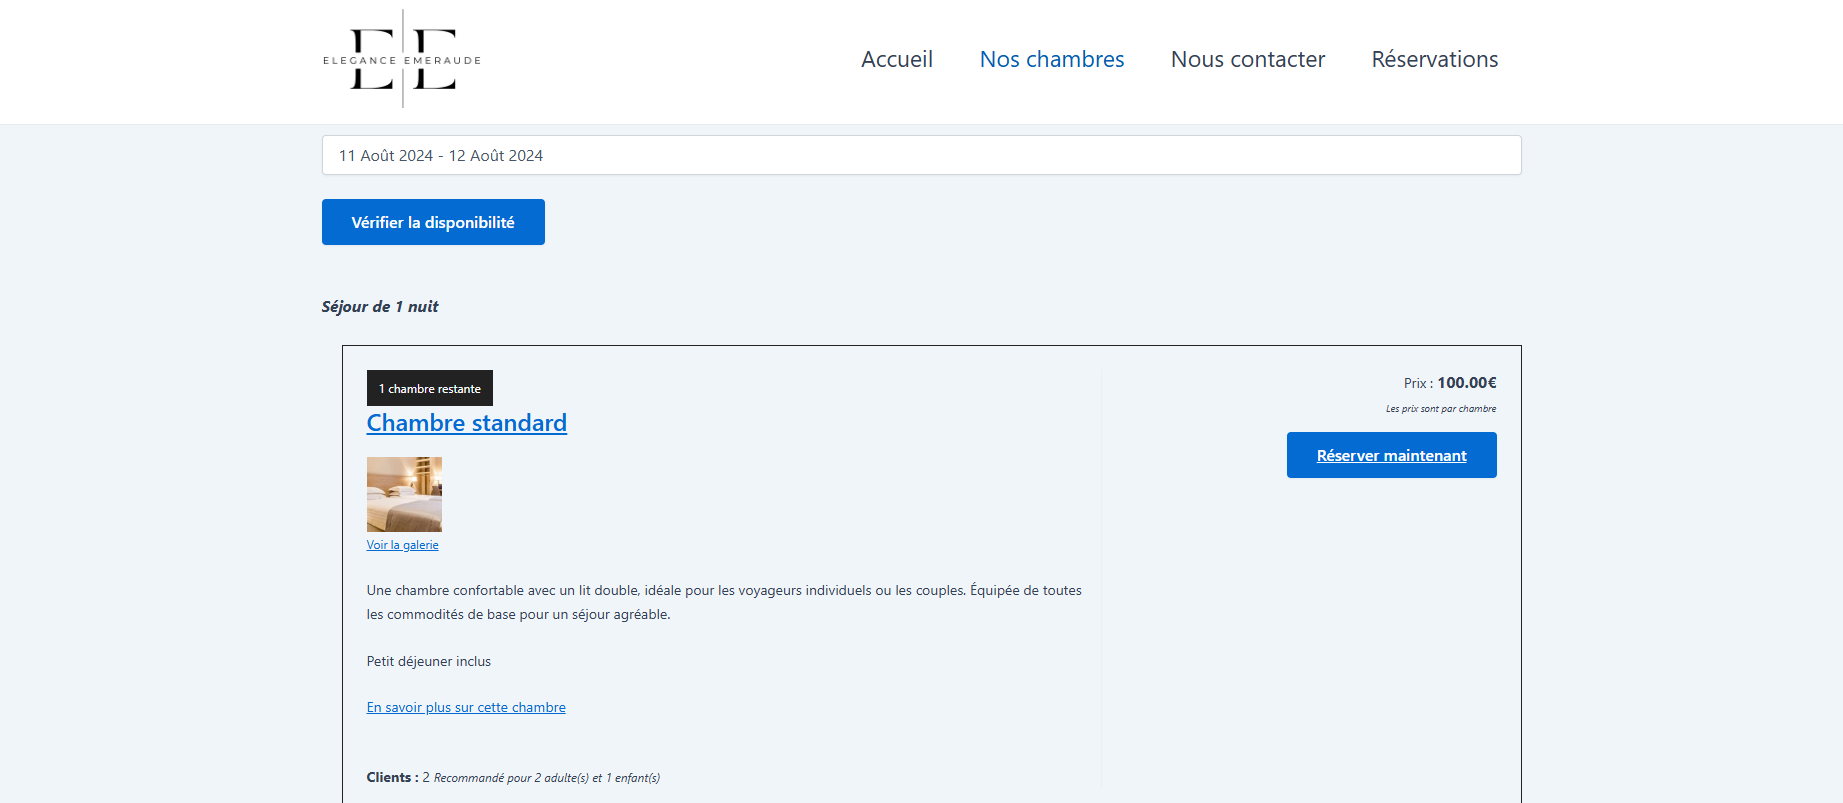 ELEGANCE EMERAUDE
Accueil
Nos chambres
Nous contacter
Réservations
11 Août 2024 - 12 Août 2024
Vérifier la disponibilité
Séjour de 1 nuit
1 chambre restante
Chambre standard
Voir la galerie
Une chambre confortable avec un lit double, idéale pour les voyageurs individuels ou les couples. Équipée de toutes
les commodités de base pour un séjour agréable.
Petit déjeuner inclus
En savoir plus sur cette chambre
Clients : 2 Recommandé pour 2 adulte(s) et 1 enfant(s)
Prix : 100.00€
Les prix sont par chambre
Réserver maintenant